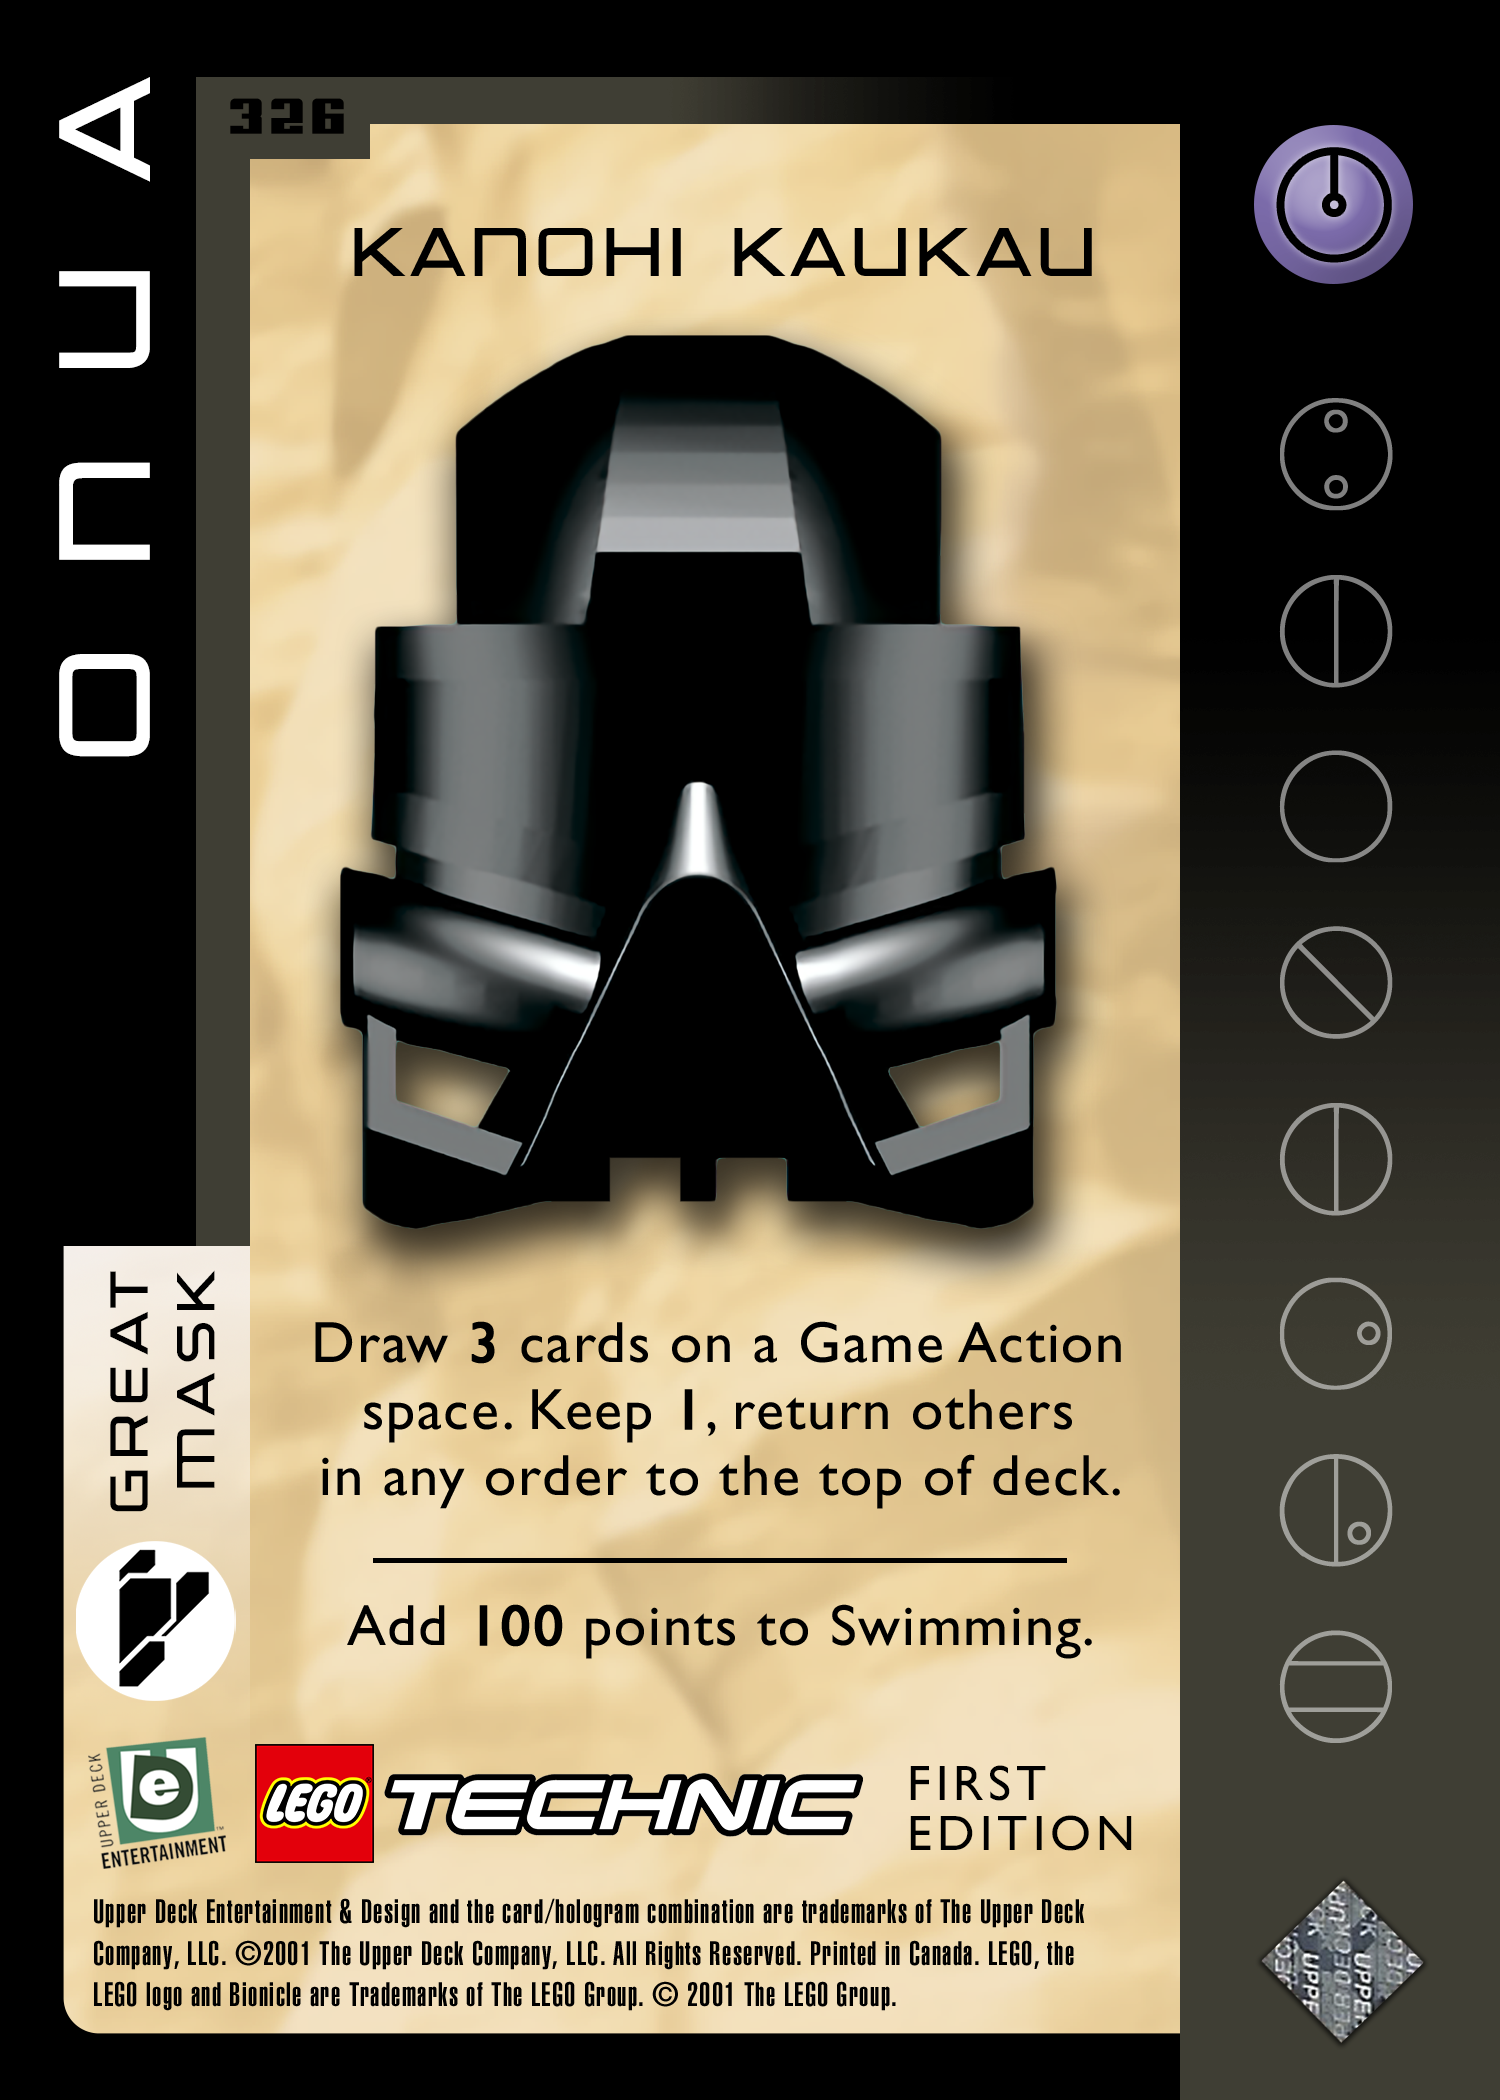 ONUA
326
KANOHI KAUKAU
GREAT
MASK
Draw 3 cards on a Game Action
space. Keep 1, return others
in any order to the top of deck.
Add 100 points to Swimming.
UPPER DECK
e
D
ENTERTAINMENT
™
LEGO
TECHNIC
FIRST
EDITION
Upper Deck Entertainment & Design and the card/hologram combination are trademarks of The Upper Deck
Company, LLC. ©2001 The Upper Deck Company, LLC. All Rights Reserved. Printed in Canada. LEGO, the
LEGO logo and Bionicle are Trademarks of The LEGO Group. © 2001 The LEGO Group.